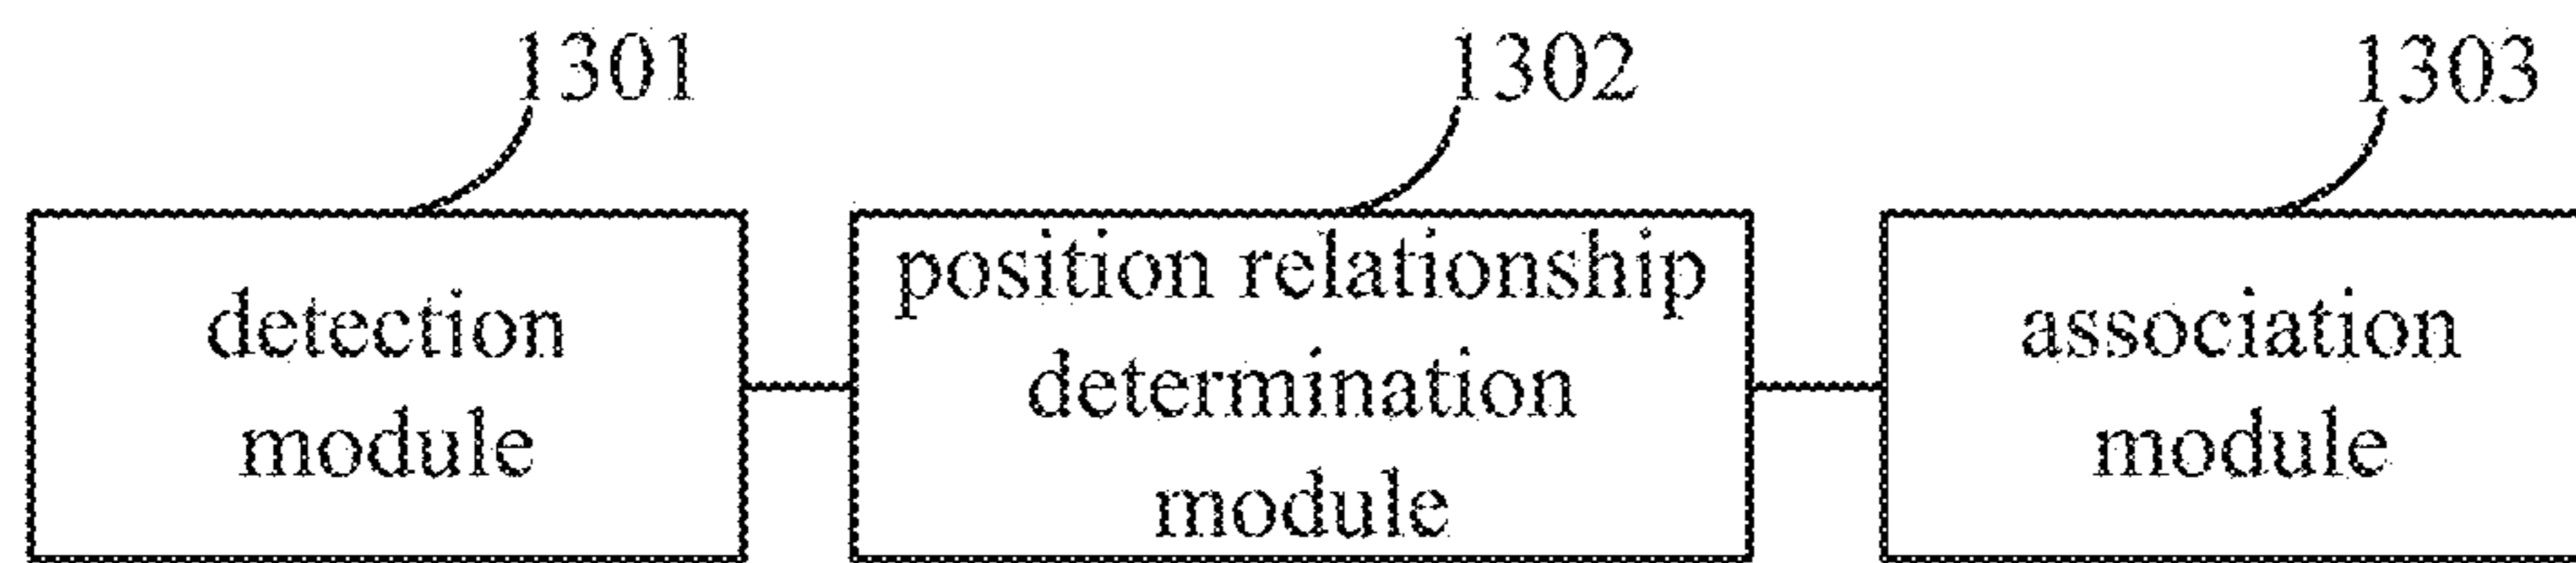 1301
1302
1303
detection
module
position relationship
determination
module
association
module